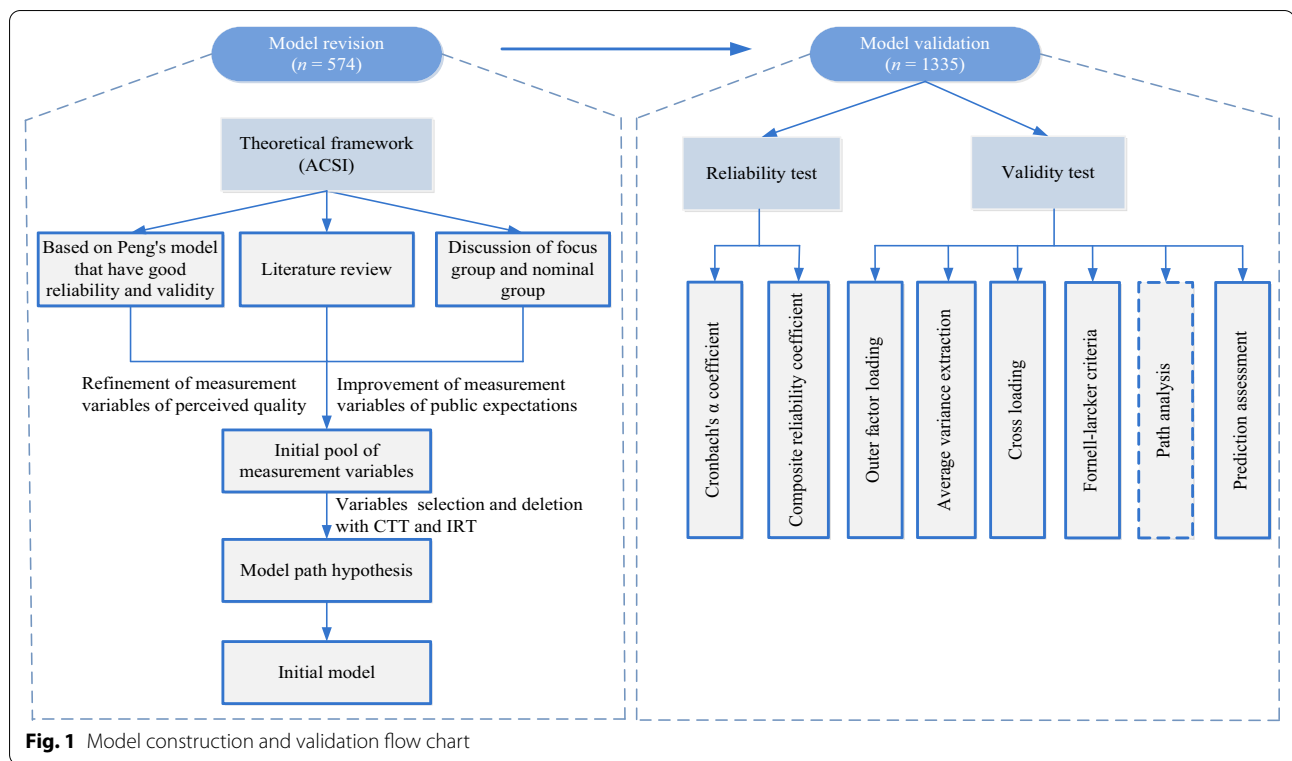 Model revision
(n = 574)
Model validation
(n = 1335)
Theoretical framework
(ACSI)
Based on Peng's model
that have good
reliability and validity
Literature review
Discussion of focus
group and nominal
group
Refinement of measurement
variables of perceived quality
Improvement of measurement
variables of public expectations
Initial pool of
measurement variables
Variables selection and deletion
with CTT and IRT
Model path hypothesis
Initial model
Reliability test
Validity test
Cronbach's α coefficient
Composite reliability coefficient
Outer factor loading
Average variance extraction
Cross loading
Fornell-larcker criteria
Path analysis
Prediction assessment
Fig. 1 Model construction and validation flow chart